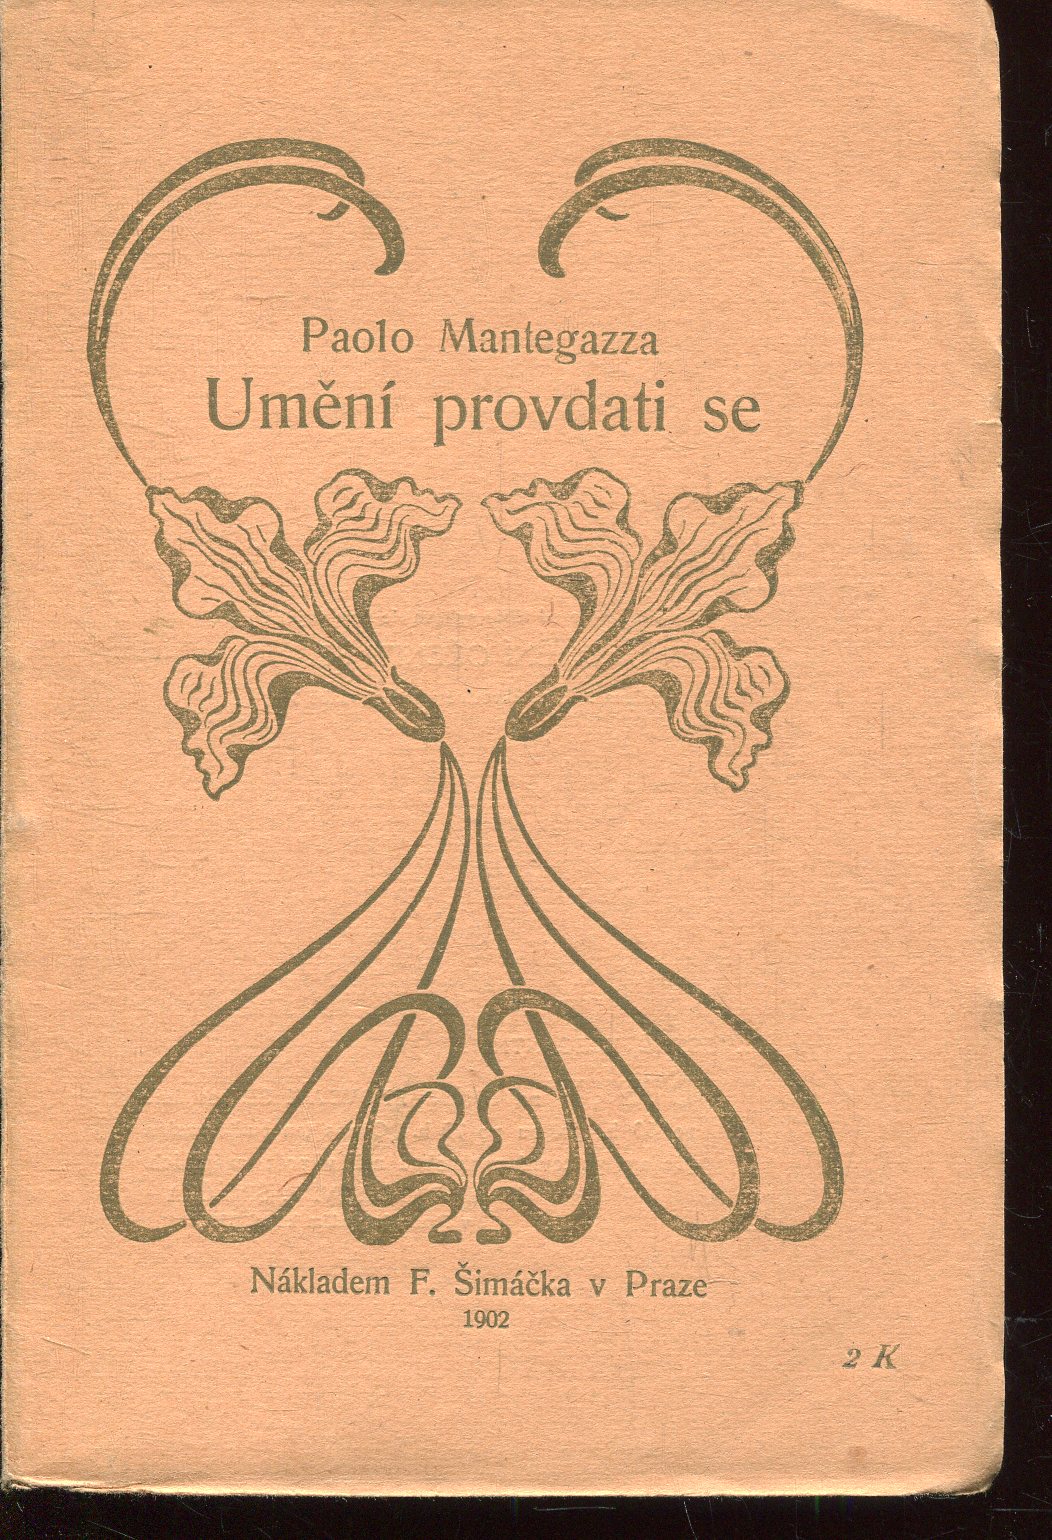 Paolo Mantegazza
Umění provdati se
Nákladem F. Šimáčka v Praze
1902
2 K